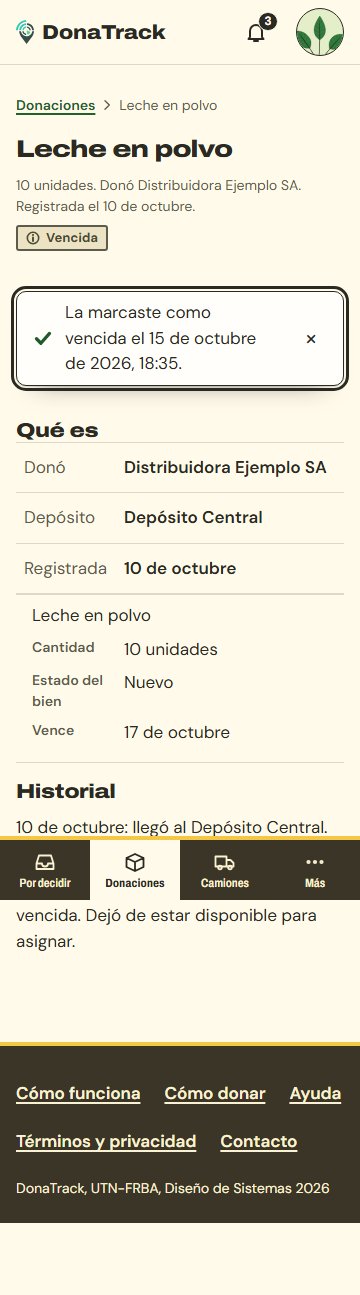 DonaTrack
3
Donaciones > Leche en polvo
Leche en polvo
10 unidades. Donó Distribuidora Ejemplo SA.
Registrada el 10 de octubre.
Vencida
La marcaste como
vencida el 15 de octubre
de 2026, 18:35.
Qué es
Donó Distribuidora Ejemplo SA
Depósito Depósito Central
Registrada 10 de octubre
Leche en polvo
Cantidad 10 unidades
Estado del bien Nuevo
Vence 17 de octubre
Historial
10 de octubre: llegó al Depósito Central.
Por decidir Donaciones Camiones Más
vencida. Dejó de estar disponible para
asignar.
Cómo funciona Cómo donar Ayuda
Términos y privacidad Contacto
DonaTrack, UTN-FRBA, Diseño de Sistemas 2026